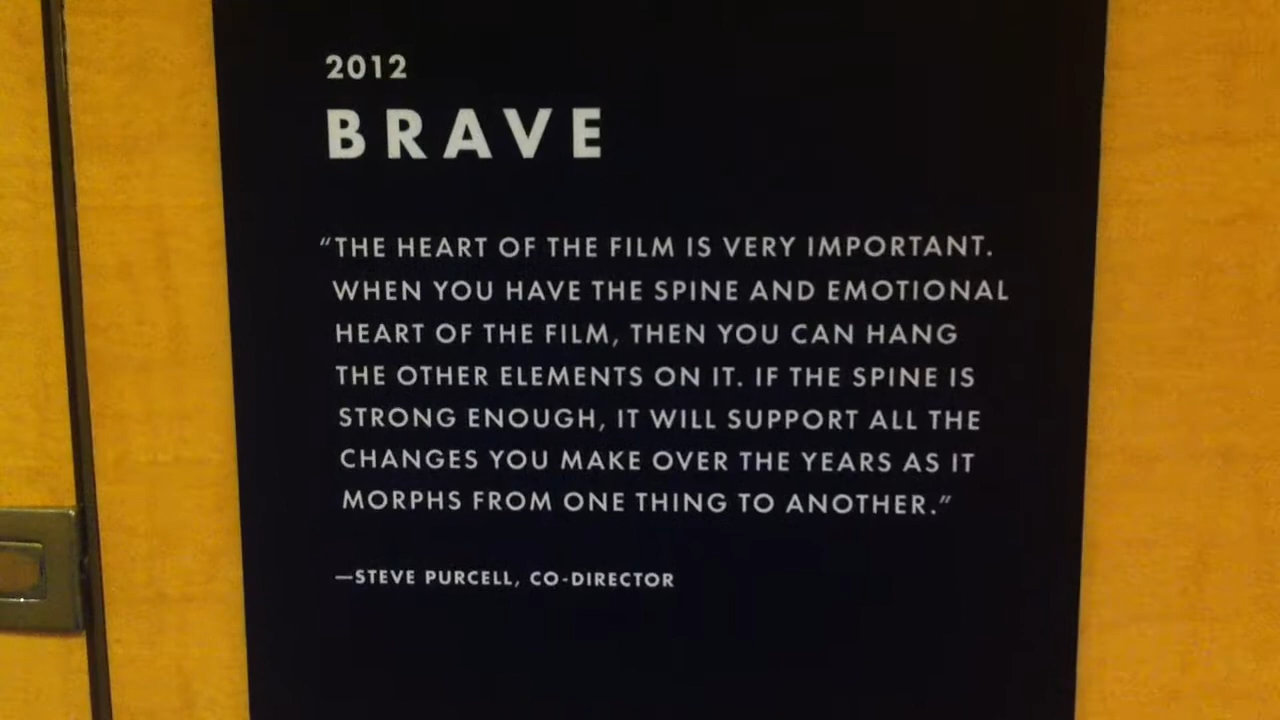 2012
BRAVE
“THE HEART OF THE FILM IS VERY IMPORTANT.
WHEN YOU HAVE THE SPINE AND EMOTIONAL
HEART OF THE FILM, THEN YOU CAN HANG
THE OTHER ELEMENTS ON IT. IF THE SPINE IS
STRONG ENOUGH, IT WILL SUPPORT ALL THE
CHANGES YOU MAKE OVER THE YEARS AS IT
MORPHS FROM ONE THING TO ANOTHER.”
—STEVE PURCELL, CO-DIRECTOR